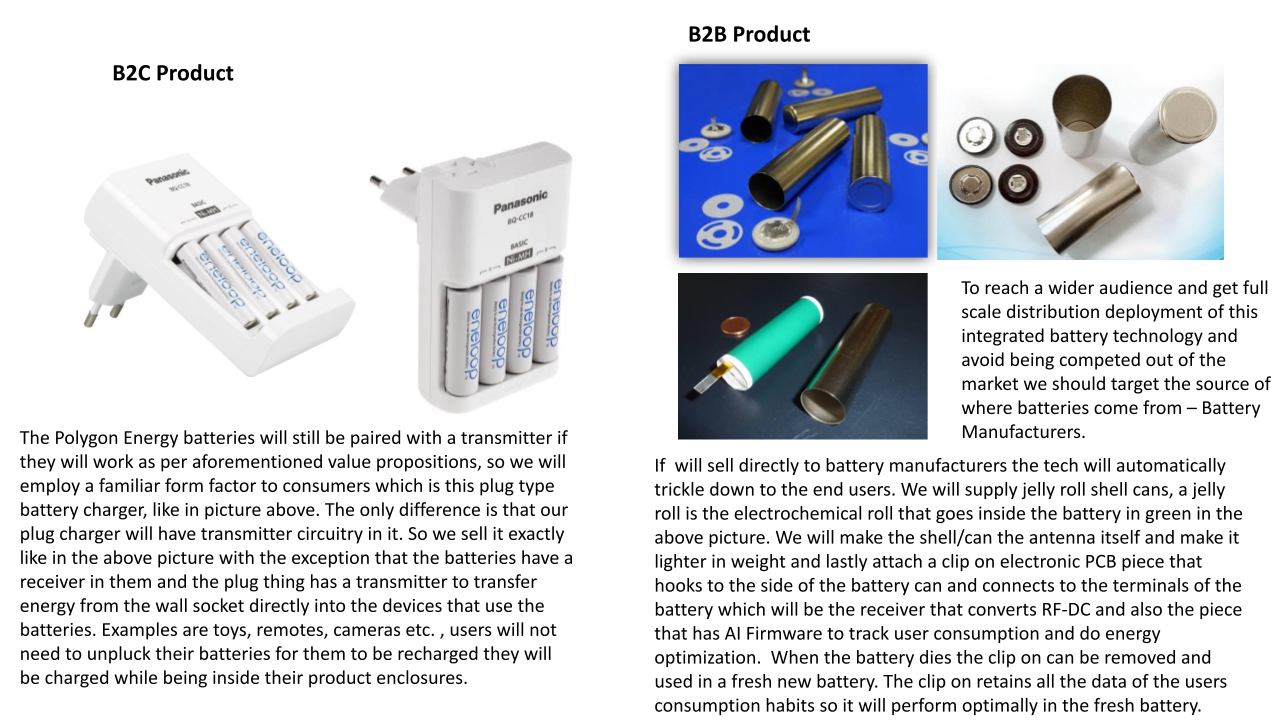 B2C Product
Panasonic
BQ-CC18
BASIC
Ni-MH
eneloop
eneloop
eneloop
eneloop
Panasonic
BQ-CC18
BASIC
Ni-MH
eneloop
eneloop
eneloop
eneloop
The Polygon Energy batteries will still be paired with a transmitter if
they will work as per aforementioned value propositions, so we will
employ a familiar form factor to consumers which is this plug type
battery charger, like in picture above. The only difference is that our
plug charger will have transmitter circuitry in it. So we sell it exactly
like in the above picture with the exception that the batteries have a
receiver in them and the plug thing has a transmitter to transfer
energy from the wall socket directly into the devices that use the
batteries. Examples are toys, remotes, cameras etc. , users will not
need to unpluck their batteries for them to be recharged they will
be charged while being inside their product enclosures.
B2B Product
To reach a wider audience and get full
scale distribution deployment of this
integrated battery technology and
avoid being competed out of the
market we should target the source of
where batteries come from – Battery
Manufacturers.
If  will sell directly to battery manufacturers the tech will automatically
trickle down to the end users. We will supply jelly roll shell cans, a jelly
roll is the electrochemical roll that goes inside the battery in green in the
above picture. We will make the shell/can the antenna itself and make it
lighter in weight and lastly attach a clip on electronic PCB piece that
hooks to the side of the battery can and connects to the terminals of the
battery which will be the receiver that converts RF-DC and also the piece
that has AI Firmware to track user consumption and do energy
optimization.  When the battery dies the clip on can be removed and
used in a fresh new battery. The clip on retains all the data of the users
consumption habits so it will perform optimally in the fresh battery.